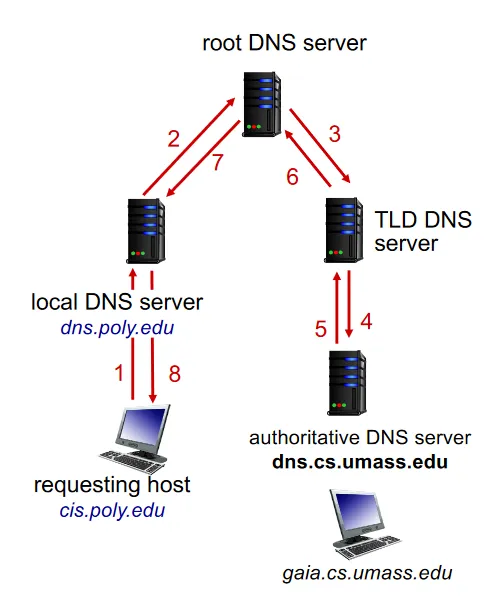 root DNS server
2
3
7
6
TLD DNS
server
local DNS server
dns.poly.edu
5
4
1
8
authoritative DNS server
dns.cs.umass.edu
requesting host
cis.poly.edu
gaia.cs.umass.edu